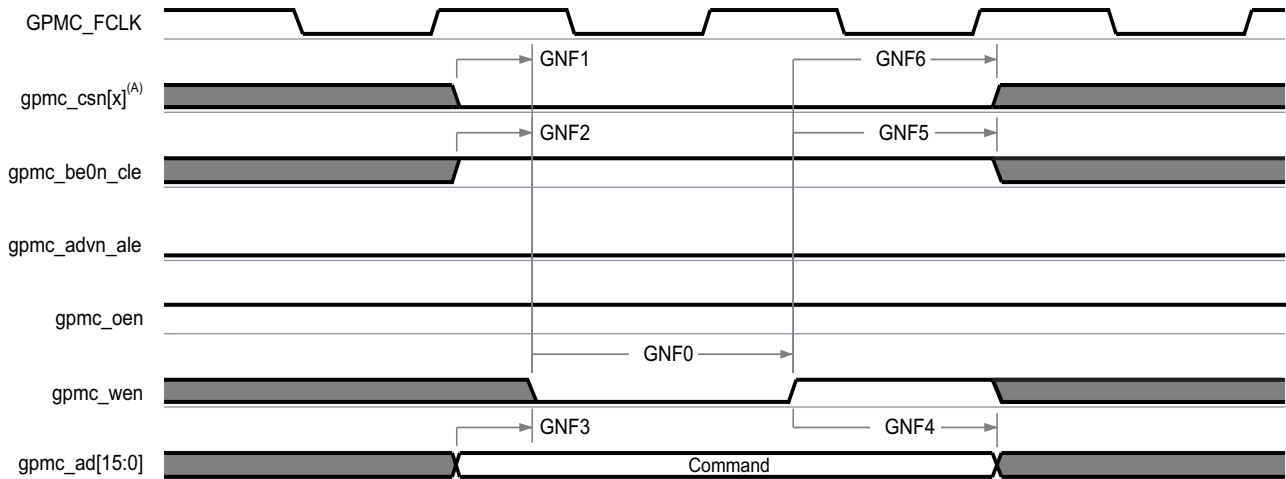 GPMC_FCLK
GNF1
GNF6
gpmc_csn[x](A)
GNF2
GNF5
gpmc_be0n_cle
gpmc_advn_ale
gpmc_oen
GNF0
gpmc_wen
GNF3
GNF4
gpmc_ad[15:0]
Command